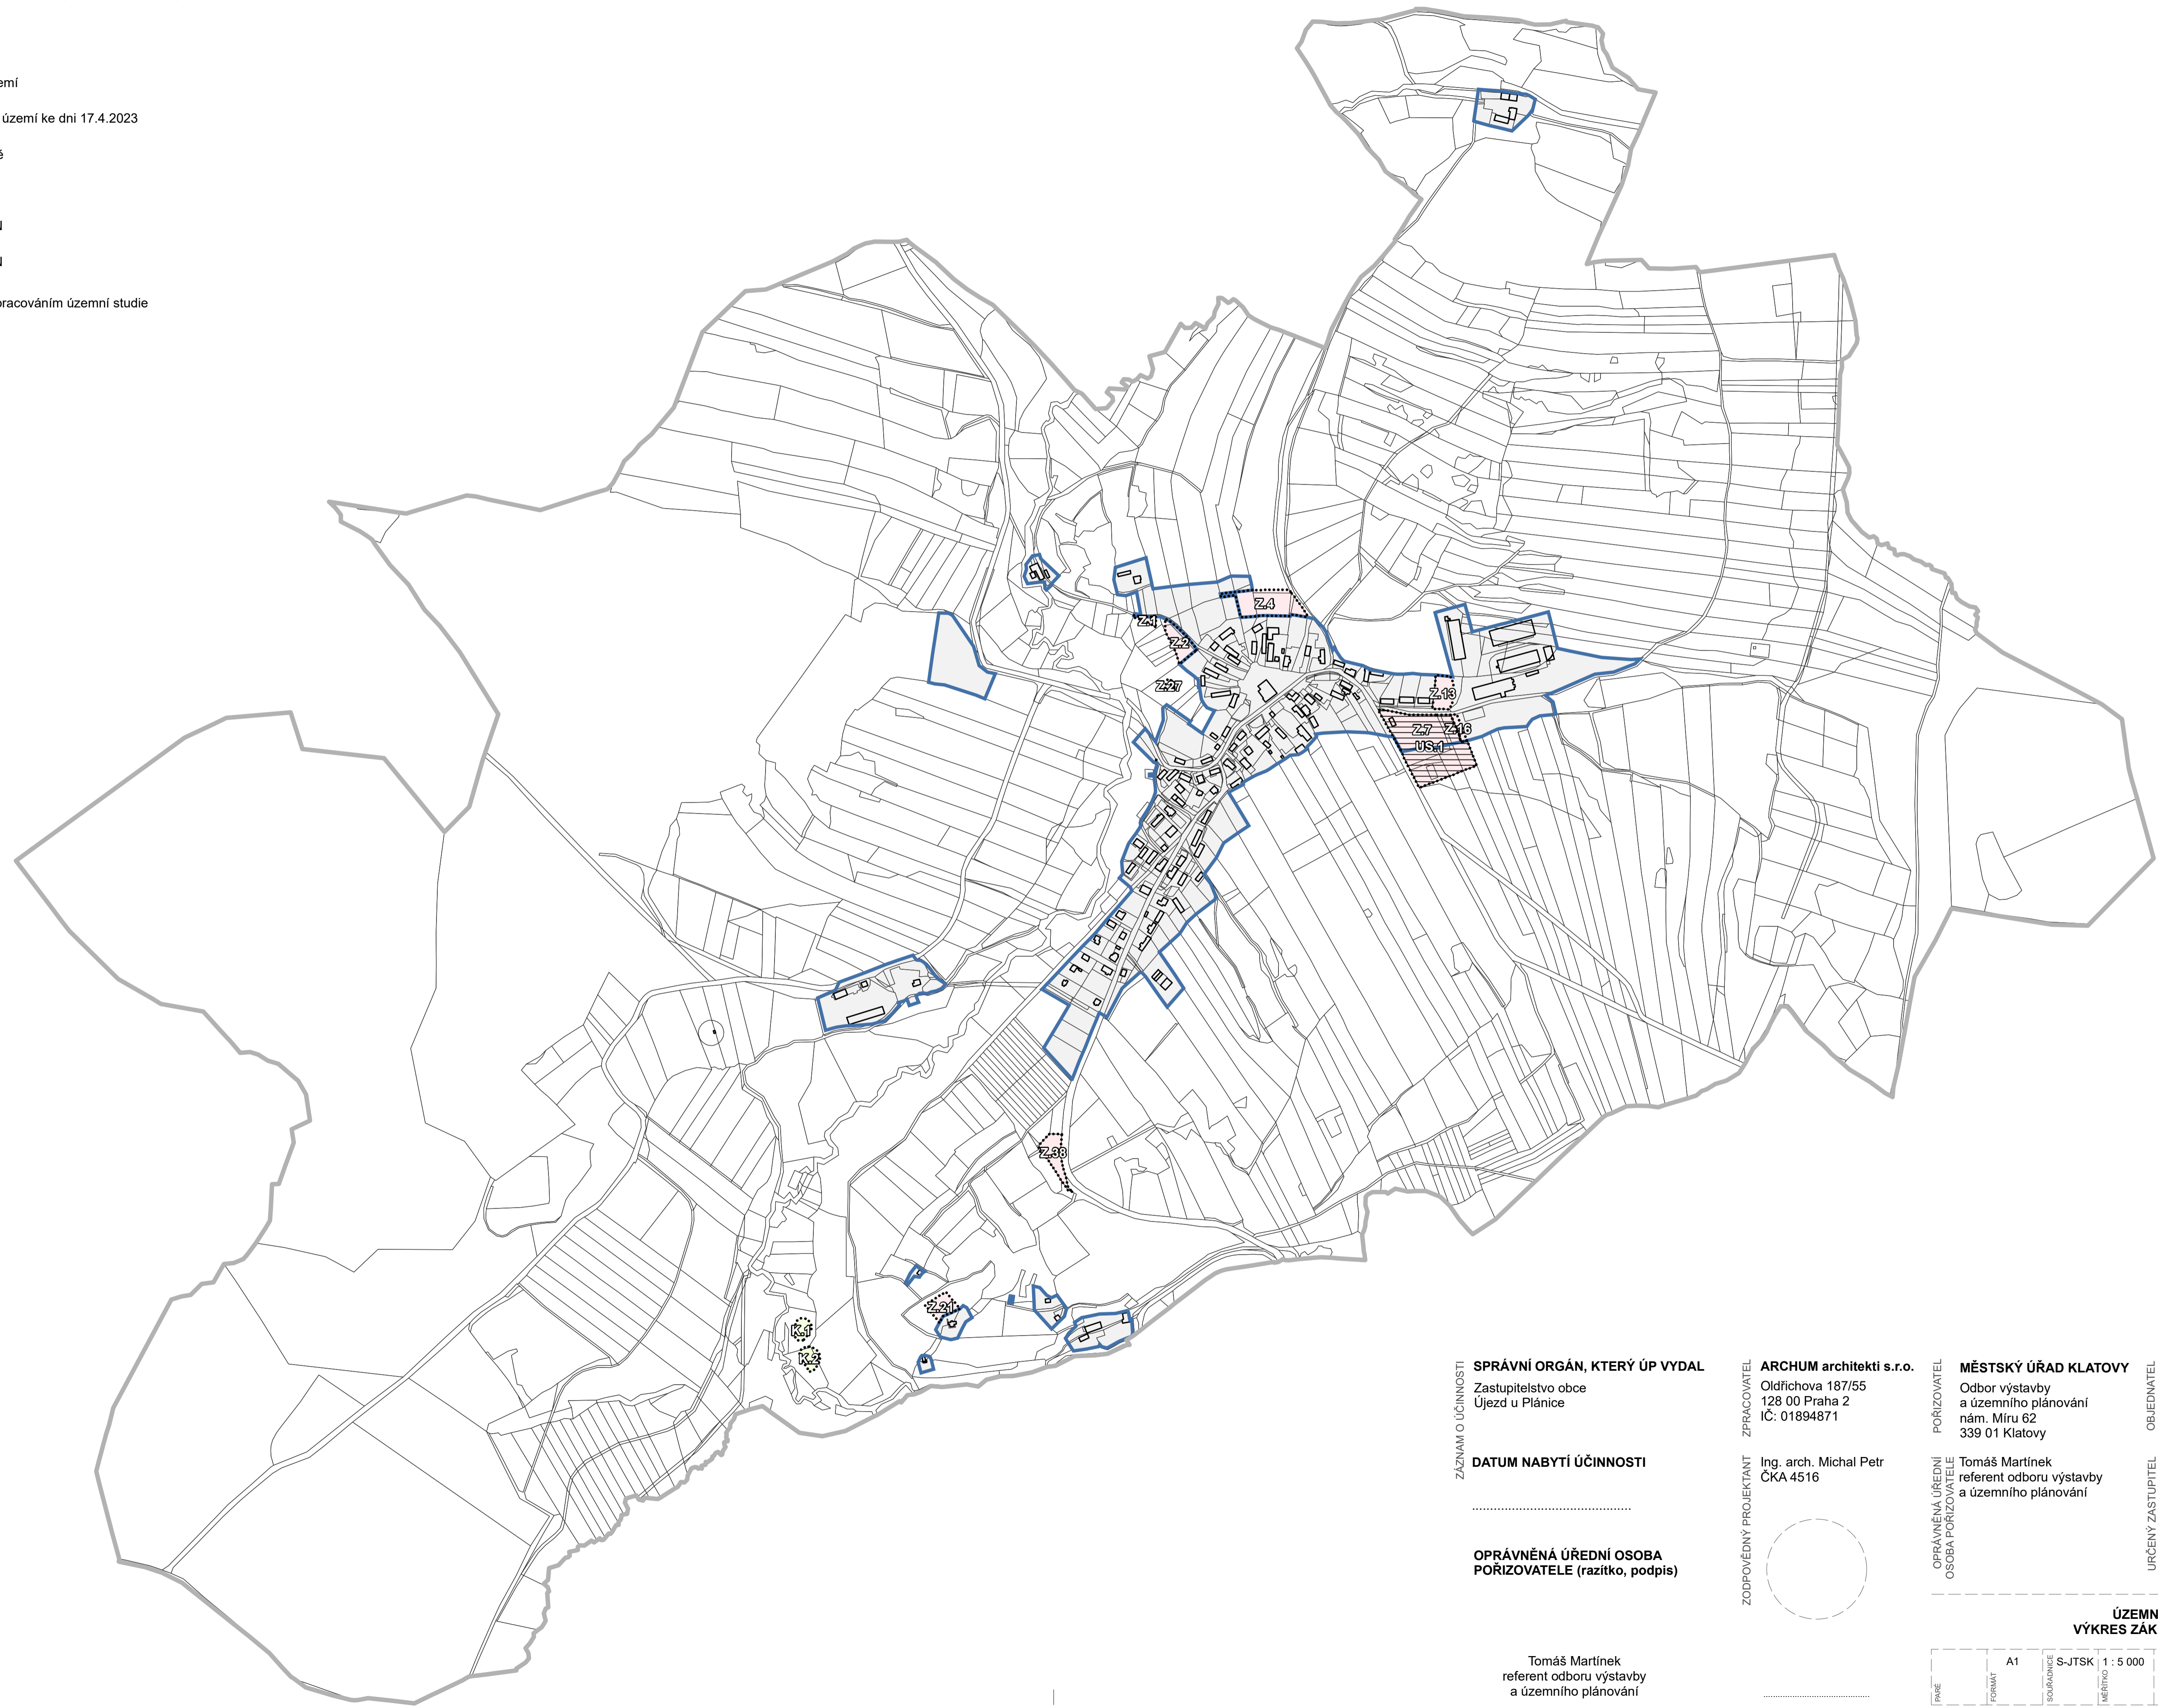 emí
území ke dni 17.4.2023
ě
N
N
pracováním územní studie
Z.4
Z.1
Z.2
Z.27
Z.13
Z.7
Z.16
US.1
Z.38
Z.21
K.1
K.2
ZÁZNAM O ÚČINNOSTI
SPRÁVNÍ ORGÁN, KTERÝ ÚP VYDAL
Zastupitelstvo obce
Újezd u Plánice
DATUM NABYTÍ ÚČINNOSTI
OPRÁVNĚNÁ ÚŘEDNÍ OSOBA
POŘIZOVATELE (razítko, podpis)
Tomáš Martínek
referent odboru výstavby
a územního plánování
ZPRACOVATEL
ARCHUM architekti s.r.o.
Oldřichova 187/55
128 00 Praha 2
IČ: 01894871
ZODPOVĚDNÝ PROJEKTANT
Ing. arch. Michal Petr
ČKA 4516
POŘIZOVATEL
MĚSTSKÝ ÚŘAD KLATOVY
Odbor výstavby
a územního plánování
nám. Míru 62
339 01 Klatovy
OPRÁVNĚNÁ ÚŘEDNÍ
OSOBA POŘIZOVATELE
Tomáš Martínek
referent odboru výstavby
a územního plánování
OBJEDNATEL
URČENÝ ZASTUPITEL
ÚZEMN
VÝKRES ZÁK
PARÉ
FORMÁT
A1
SOUŘADNICE
S-JTSK
MĚŘÍTKO
1 : 5 000